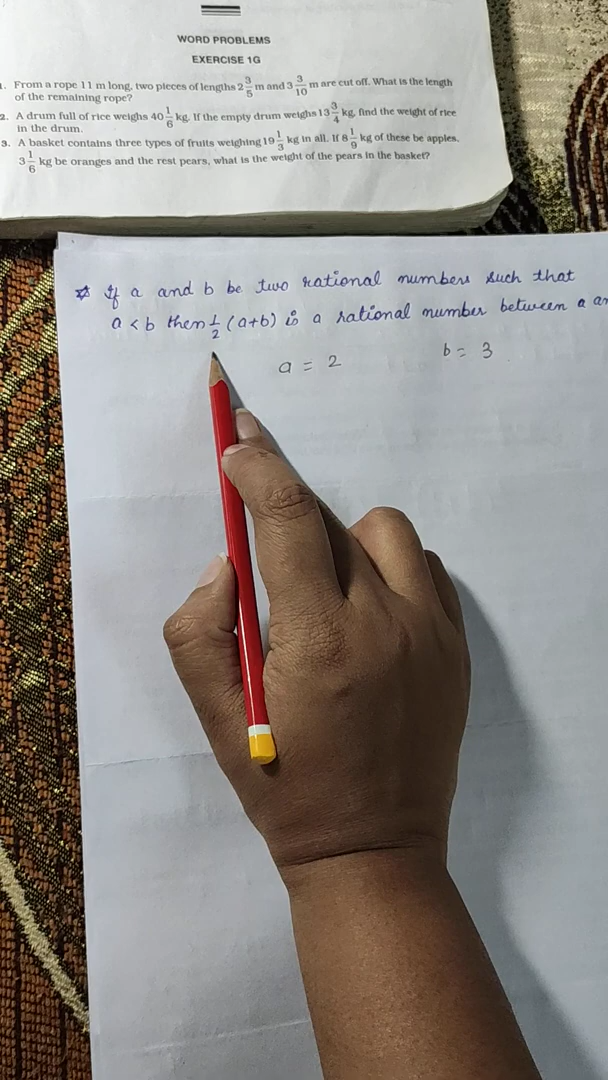 WORD PROBLEMS
EXERCISE 1G
1. From a rope 11 m long, two pieces of lengths 2 3/5 m and 3 3/10 m are cut off. What is the length
of the remaining rope?
2. A drum full of rice weighs 40 1/6 kg. If the empty drum weighs 13 3/4 kg, find the weight of rice
in the drum.
3. A basket contains three types of fruits weighing 19 1/3 kg in all. If 8 1/9 kg of these be apples,
3 1/6 kg be oranges and the rest pears, what is the weight of the pears in the basket?
If a and b be two rational numbers such that
a < b then 1/2 (a+b) is a rational number between a
a = 2 b = 3